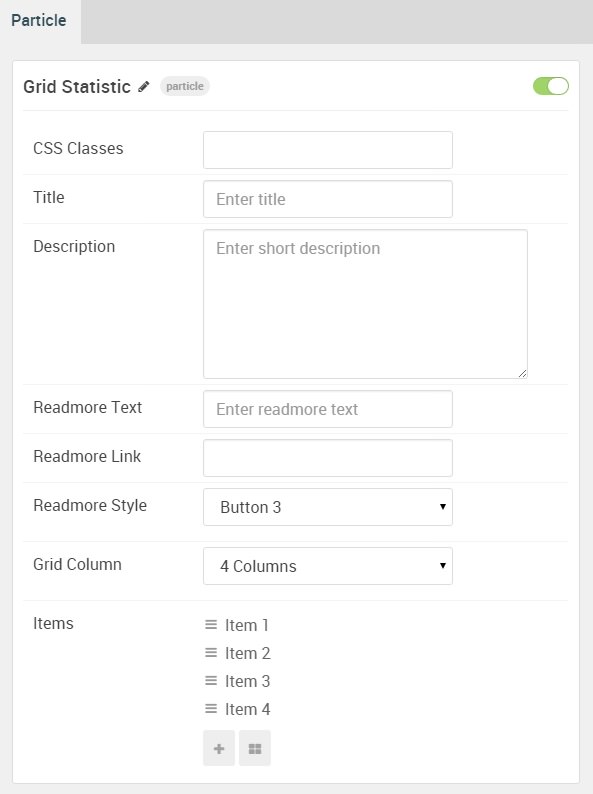 Particle
Grid Statistic particle
CSS Classes
Title Enter title
Description Enter short description
Readmore Text Enter readmore text
Readmore Link
Readmore Style Button 3
Grid Column 4 Columns
Items Item 1
Item 2
Item 3
Item 4